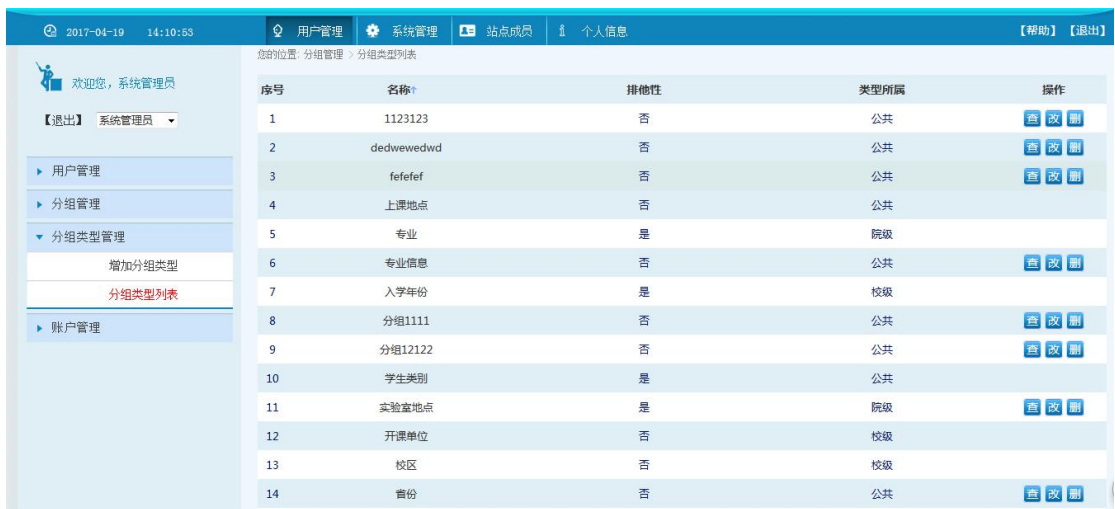 2017-04-19 14:10:53 用户管理 系统管理 站点成员 个人信息 【帮助】 【退出】
您的位置: 分组管理 > 分组类型列表
欢迎您，系统管理员
【退出】 系统管理员
用户管理
分组管理
分组类型管理
增加分组类型
分组类型列表
账户管理
序号 名称↑ 排他性 类型所属 操作
1 1123123 否 公共 查 改 删
2 dedwewedwd 否 公共 查 改 删
3 fefefef 否 公共 查 改 删
4 上课地点 否 公共
5 专业 是 院级
6 专业信息 否 公共 查 改 删
7 入学年份 是 校级
8 分组1111 否 公共 查 改 删
9 分组12122 否 公共 查 改 删
10 学生类别 是 公共
11 实验室地点 是 院级 查 改 删
12 开课单位 否 校级
13 校区 否 校级
14 省份 否 公共 查 改 删